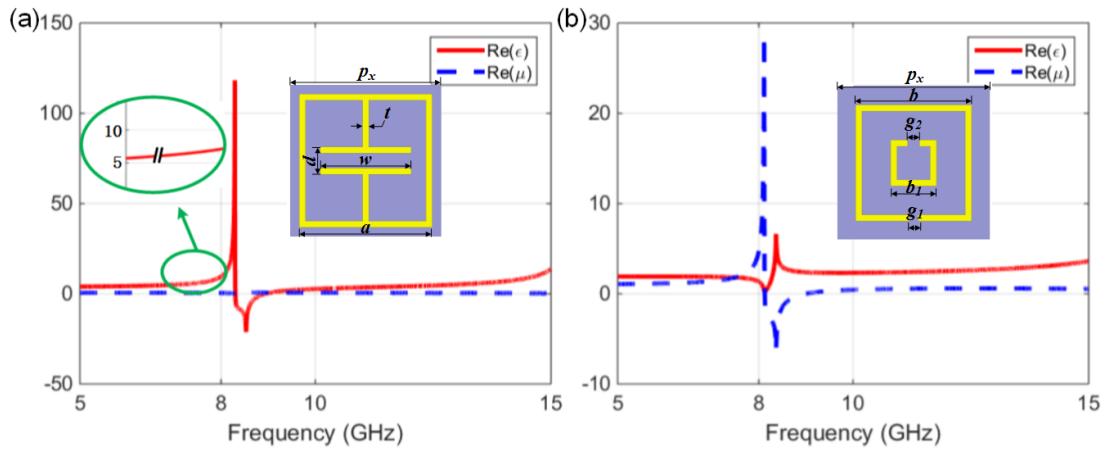 (a)
150
100
50
0
-50
5
8
10
15
Frequency (GHz)
Re(ϵ)
Re(μ)
10
5
pₓ
t
d
w
a
(b)
30
20
10
0
-10
5
8
10
15
Frequency (GHz)
Re(ϵ)
Re(μ)
pₓ
b
g₂
b₁
g₁